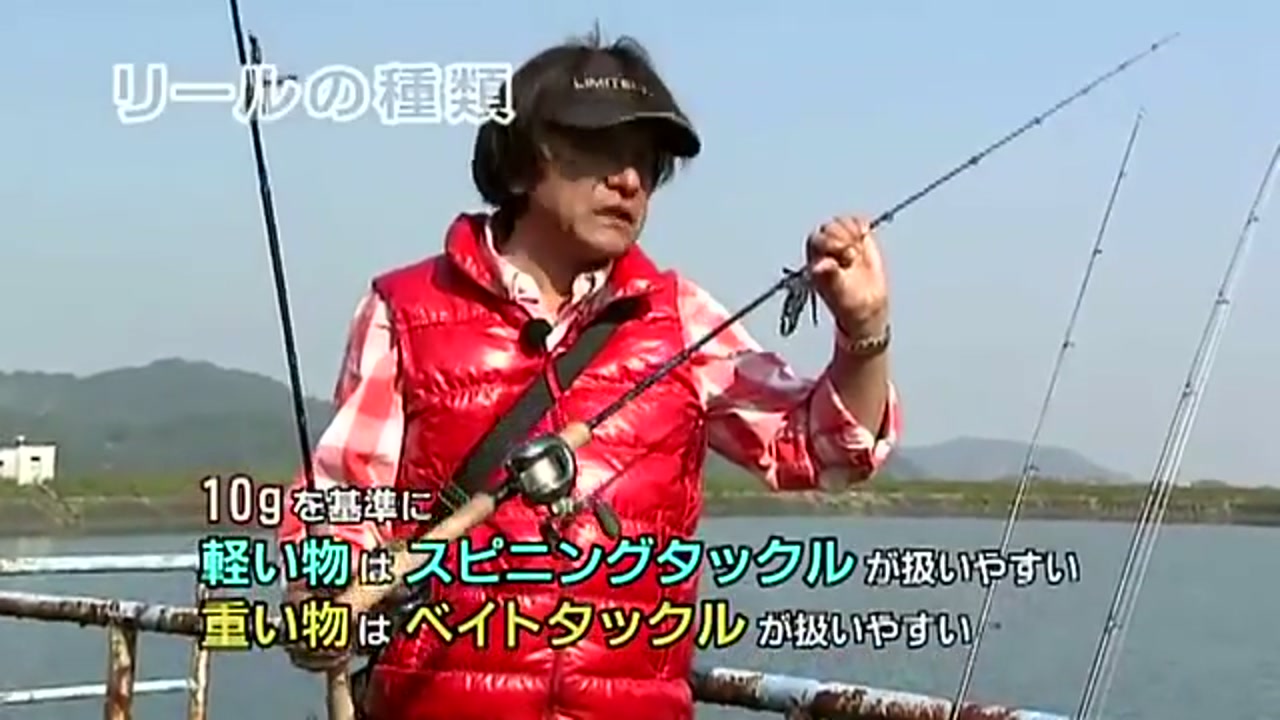 リールの種類
10gを基準に
軽い物はスピニングタックルが扱いやすい
重い物はベイトタックルが扱いやすい